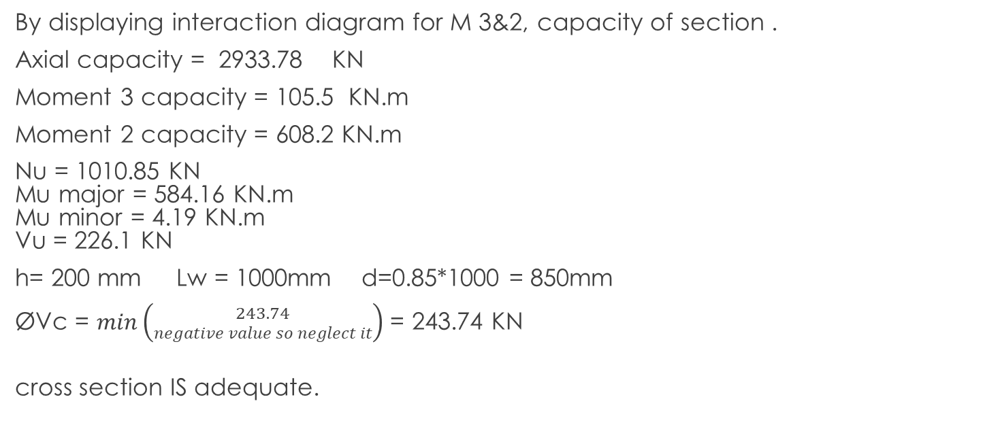 By displaying interaction diagram for M 3&2, capacity of section .
Axial capacity = 2933.78 KN
Moment 3 capacity = 105.5 KN.m
Moment 2 capacity = 608.2 KN.m
Nu = 1010.85 KN
Mu major = 584.16 KN.m
Mu minor = 4.19 KN.m
Vu = 226.1 KN
h= 200 mm Lw = 1000mm d=0.85*1000 = 850mm
ØVc = min (243.74 negative value so neglect it) = 243.74 KN
cross section IS adequate.